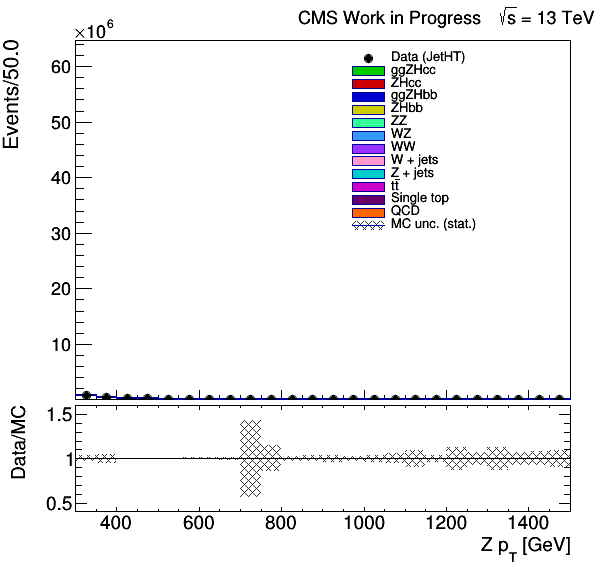 CMS Work in Progress √s = 13 TeV
×10⁶
Events/50.0
60
50
40
30
20
10
Data (JetHT)
ggZHcc
ZHcc
ggZHbb
ZHbb
ZZ
WZ
WW
W + jets
Z + jets
tt̄
Single top
QCD
MC unc. (stat.)
Data/MC
1.5
1
0.5
400 600 800 1000 1200 1400
Z p_T [GeV]